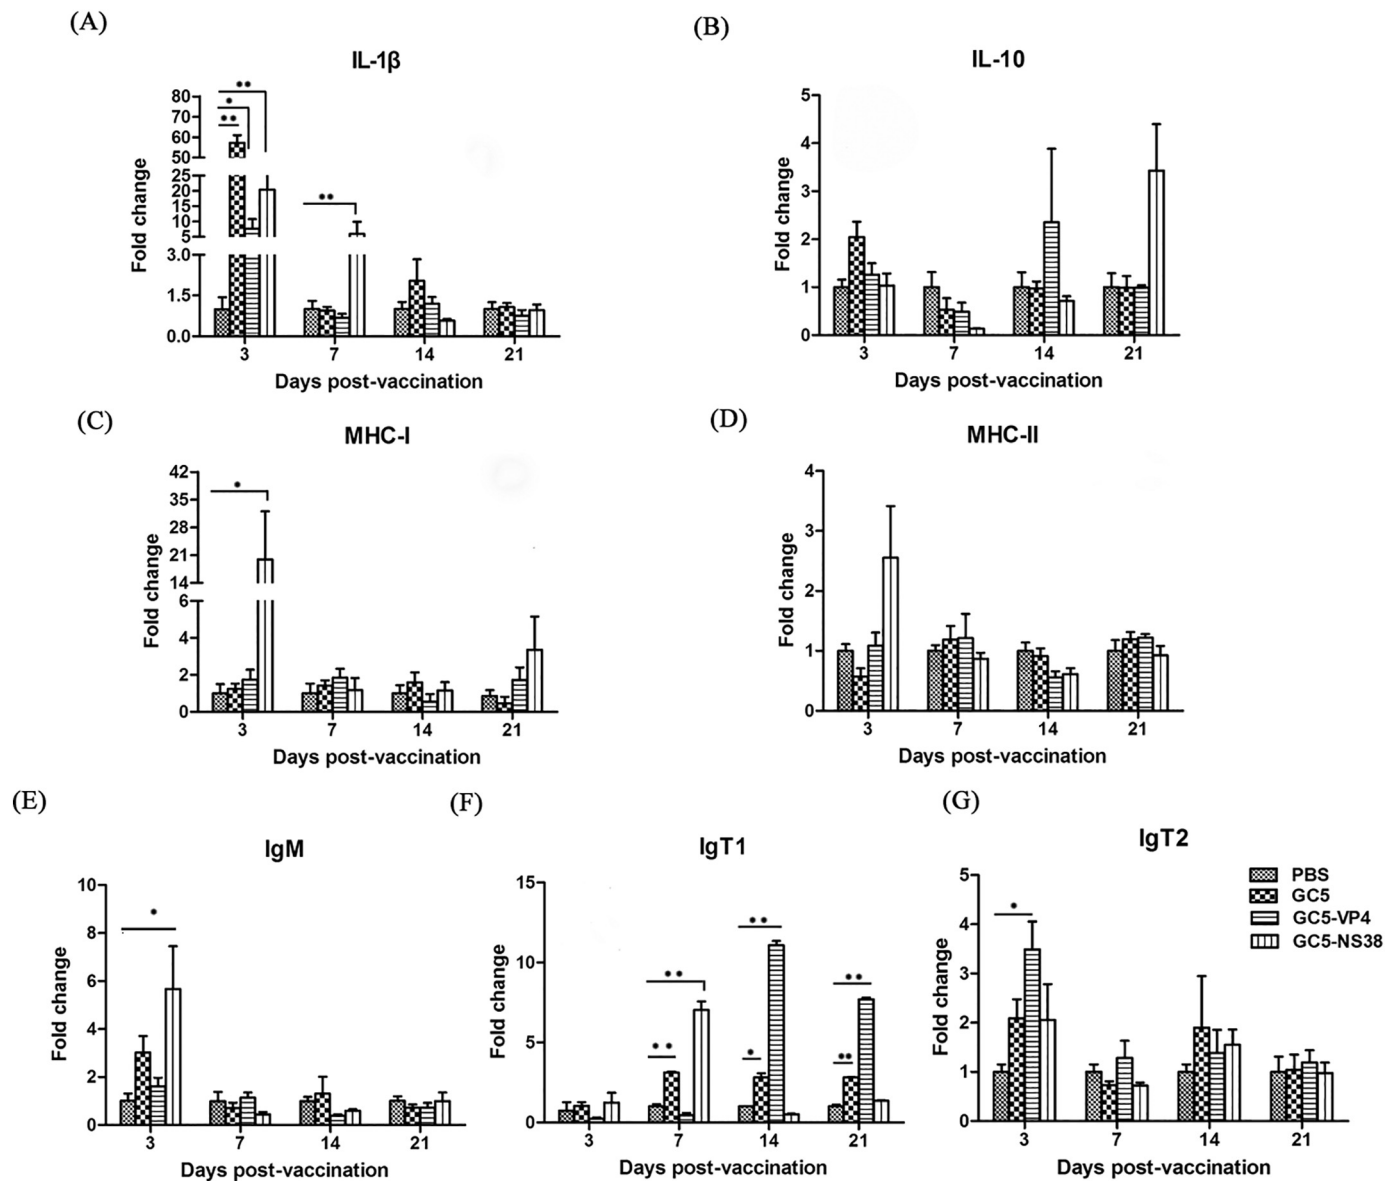 (A)
IL-1β
80
70
60
50
25
20
15
10
5
3.0
1.5
0.0
Fold change
** * **
**
3 7 14 21
Days post-vaccination
(B)
IL-10
5
4
3
2
1
0
Fold change
3 7 14 21
Days post-vaccination
(C)
MHC-I
42
35
28
21
14
6
4
2
0
Fold change
*
3 7 14 21
Days post-vaccination
(D)
MHC-II
4
3
2
1
0
Fold change
3 7 14 21
Days post-vaccination
(E)
IgM
10
8
6
4
2
0
Fold change
*
3 7 14 21
Days post-vaccination
(F)
IgT1
15
10
5
0
Fold change
** **
* **
** **
3 7 14 21
Days post-vaccination
(G)
IgT2
5
4
3
2
1
0
Fold change
*
3 7 14 21
Days post-vaccination
PBS
GC5
GC5-VP4
GC5-NS38